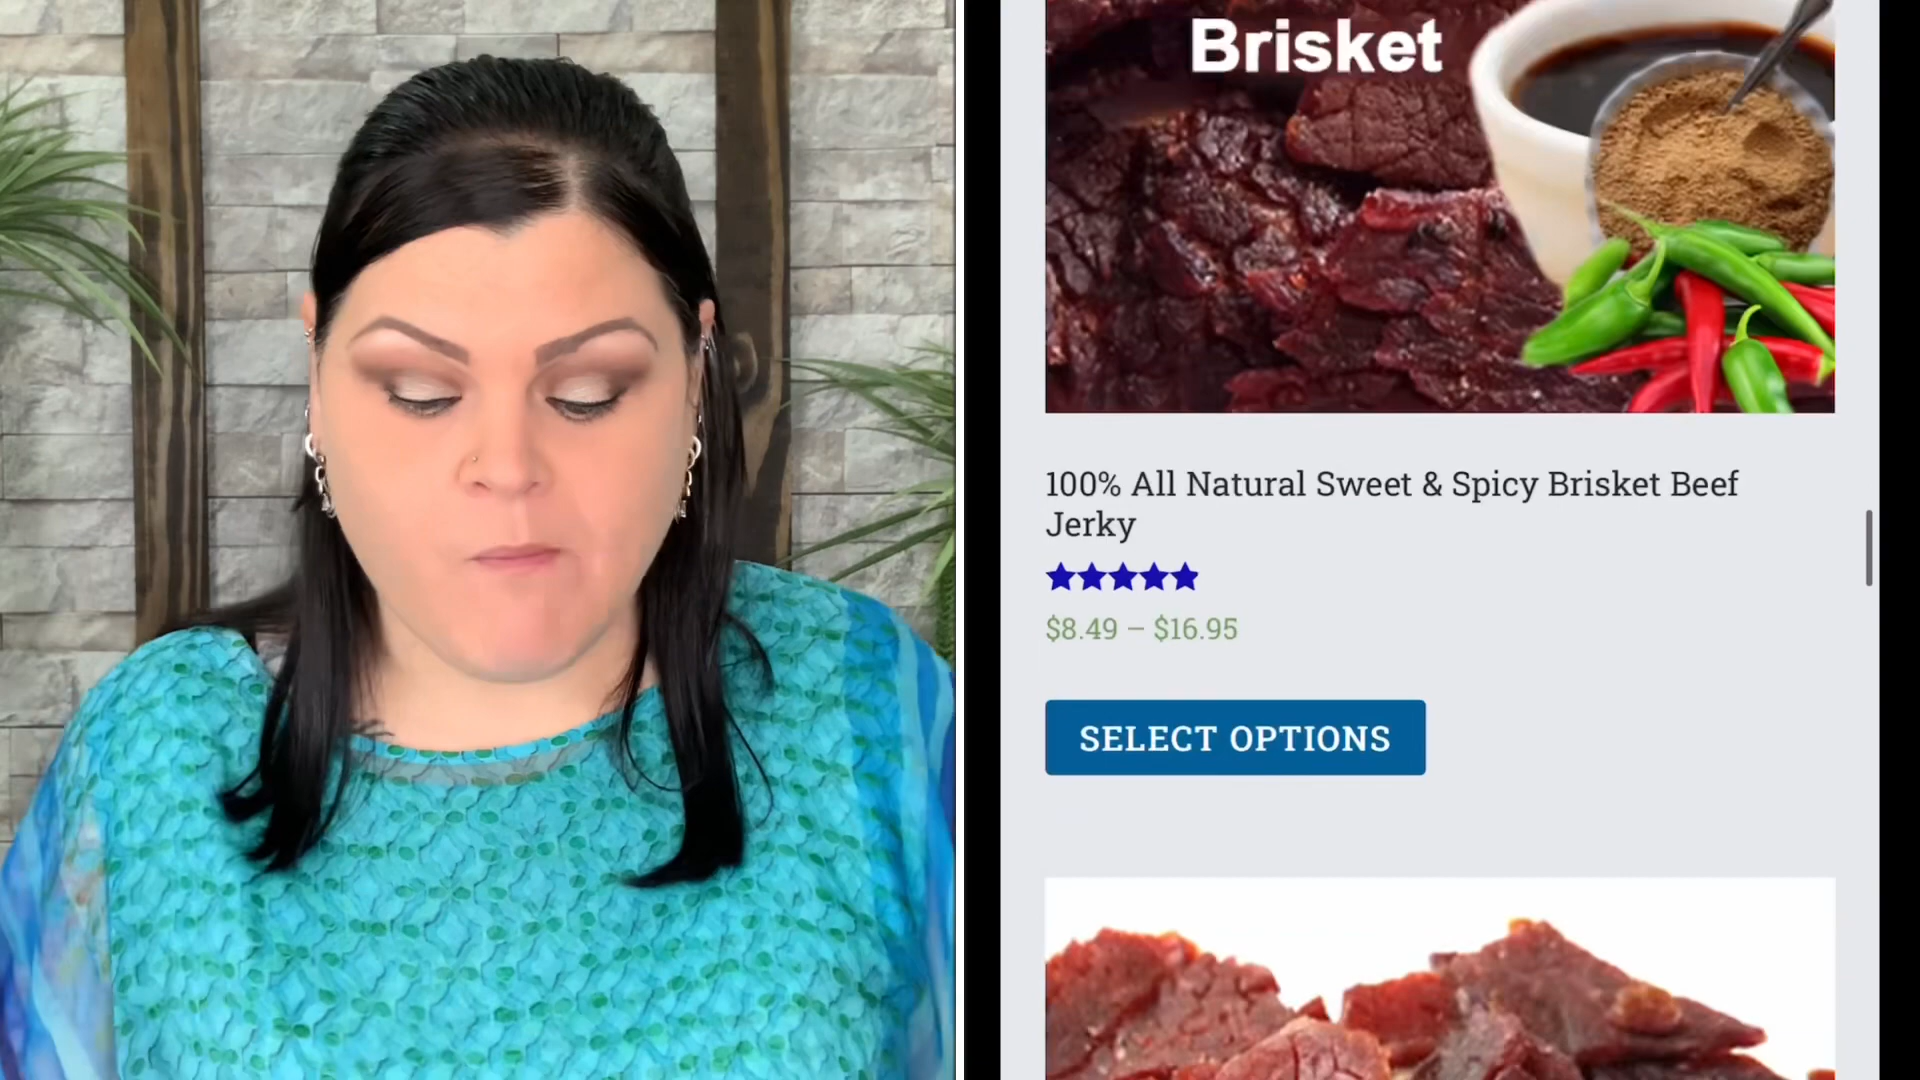 Brisket
100% All Natural Sweet & Spicy Brisket Beef
Jerky
$8.49 – $16.95
SELECT OPTIONS